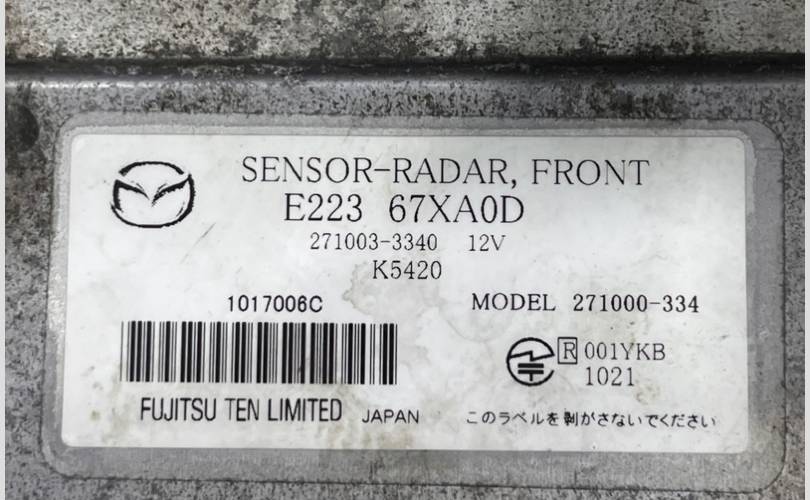 SENSOR-RADAR, FRONT
E223 67XA0D
271003-3340 12V
K5420
1017006C
MODEL 271000-334
R 001YKB
1021
FUJITSU TEN LIMITED JAPAN
このラベルを剥がさないでください